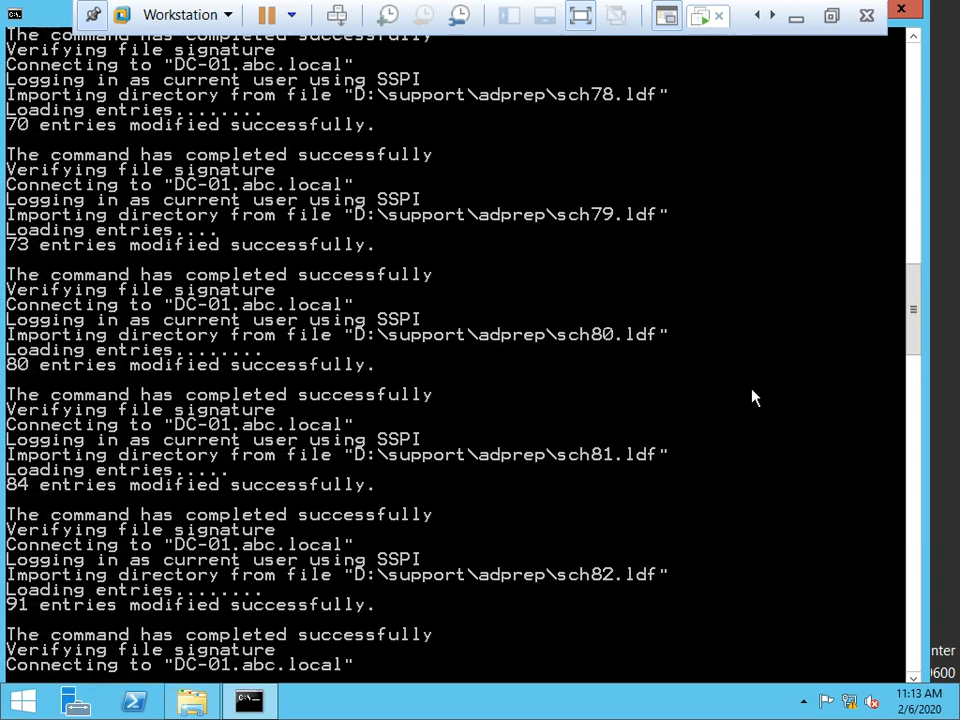 Workstation
The command has completed successfully
Verifying file signature
Connecting to "DC-01.abc.local"
Logging in as current user using SSPI
Importing directory from file "D:\support\adprep\sch78.ldf"
Loading entries........
70 entries modified successfully.
The command has completed successfully
Verifying file signature
Connecting to "DC-01.abc.local"
Logging in as current user using SSPI
Importing directory from file "D:\support\adprep\sch79.ldf"
Loading entries....
73 entries modified successfully.
The command has completed successfully
Verifying file signature
Connecting to "DC-01.abc.local"
Logging in as current user using SSPI
Importing directory from file "D:\support\adprep\sch80.ldf"
Loading entries........
80 entries modified successfully.
The command has completed successfully
Verifying file signature
Connecting to "DC-01.abc.local"
Logging in as current user using SSPI
Importing directory from file "D:\support\adprep\sch81.ldf"
Loading entries.....
84 entries modified successfully.
The command has completed successfully
Verifying file signature
Connecting to "DC-01.abc.local"
Logging in as current user using SSPI
Importing directory from file "D:\support\adprep\sch82.ldf"
Loading entries........
91 entries modified successfully.
The command has completed successfully
Verifying file signature
Connecting to "DC-01.abc.local"
nter
9600
11:13 AM
2/6/2020